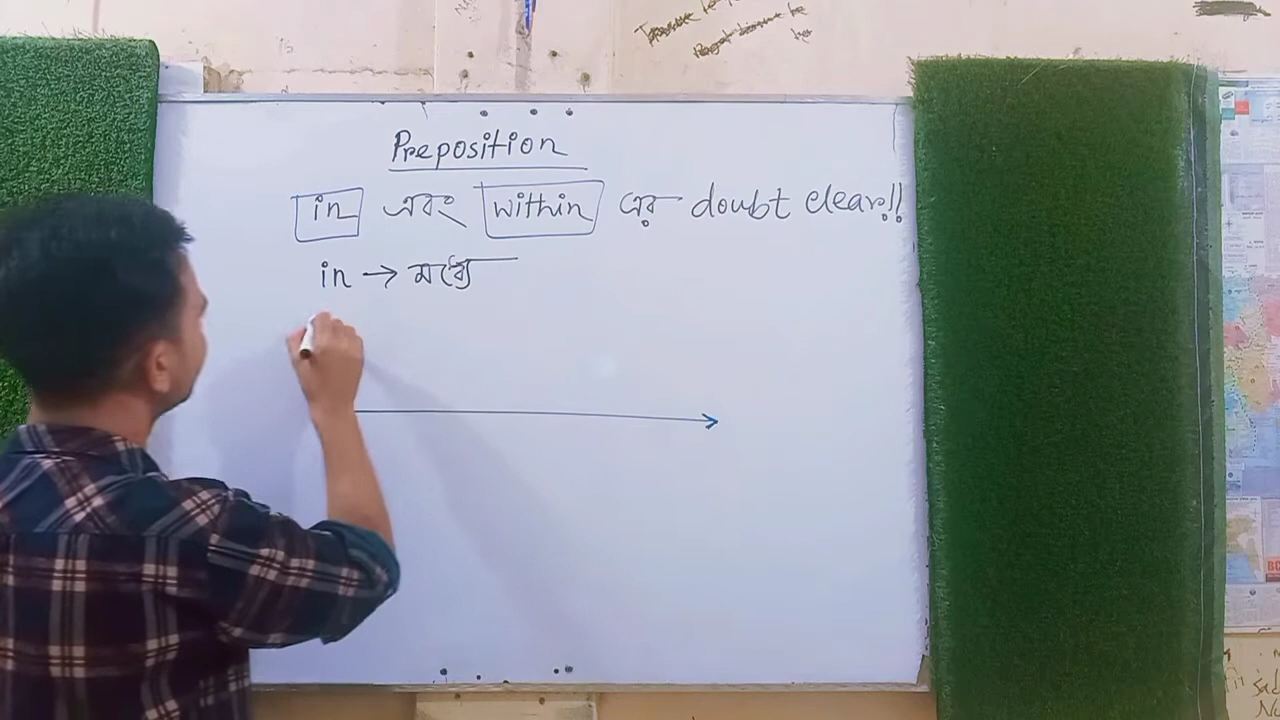 Preposition
in এবং within এর doubt clear!!
in → মধ্যে